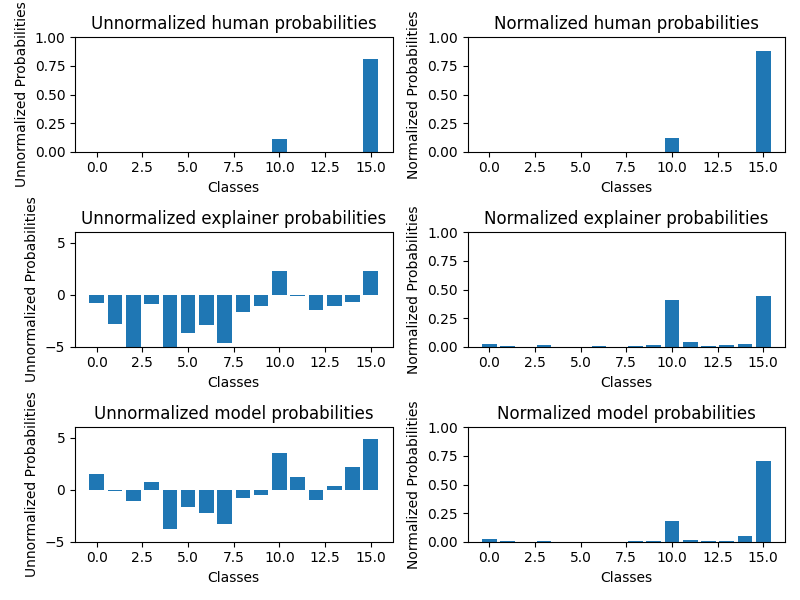 Unnormalized human probabilities
Unnormalized Probabilities
1.00
0.75
0.50
0.25
0.00
0.0 2.5 5.0 7.5 10.0 12.5 15.0
Classes
Normalized human probabilities
Normalized Probabilities
1.00
0.75
0.50
0.25
0.00
0.0 2.5 5.0 7.5 10.0 12.5 15.0
Classes
Unnormalized explainer probabilities
Unnormalized Probabilities
5
0
−5
0.0 2.5 5.0 7.5 10.0 12.5 15.0
Classes
Normalized explainer probabilities
Normalized Probabilities
1.00
0.75
0.50
0.25
0.00
0.0 2.5 5.0 7.5 10.0 12.5 15.0
Classes
Unnormalized model probabilities
Unnormalized Probabilities
5
0
−5
0.0 2.5 5.0 7.5 10.0 12.5 15.0
Classes
Normalized model probabilities
Normalized Probabilities
1.00
0.75
0.50
0.25
0.00
0.0 2.5 5.0 7.5 10.0 12.5 15.0
Classes